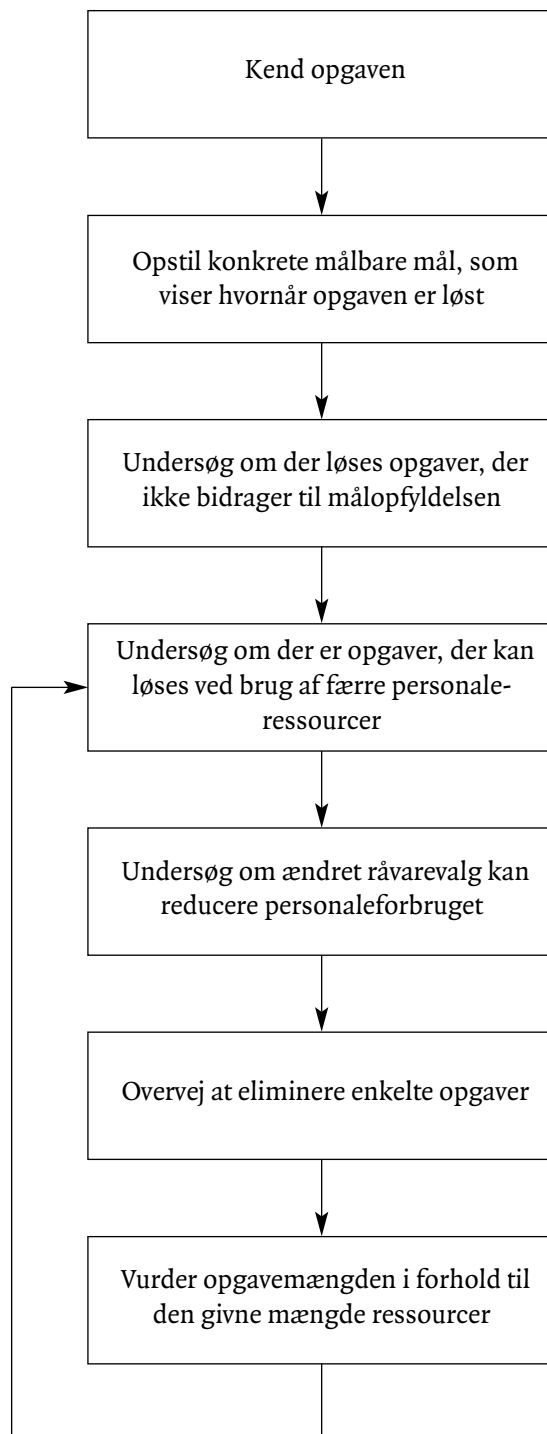 Kend opgaven
Opstil konkrete målbare mål, som
viser hvornår opgaven er løst
Undersøg om der løses opgaver, der
ikke bidrager til målopfyldelsen
Undersøg om der er opgaver, der kan
løses ved brug af færre personale-
ressourcer
Undersøg om ændret råvarevalg kan
reducere personaleforbruget
Overvej at eliminere enkelte opgaver
Vurder opgavemængden i forhold til
den givne mængde ressourcer